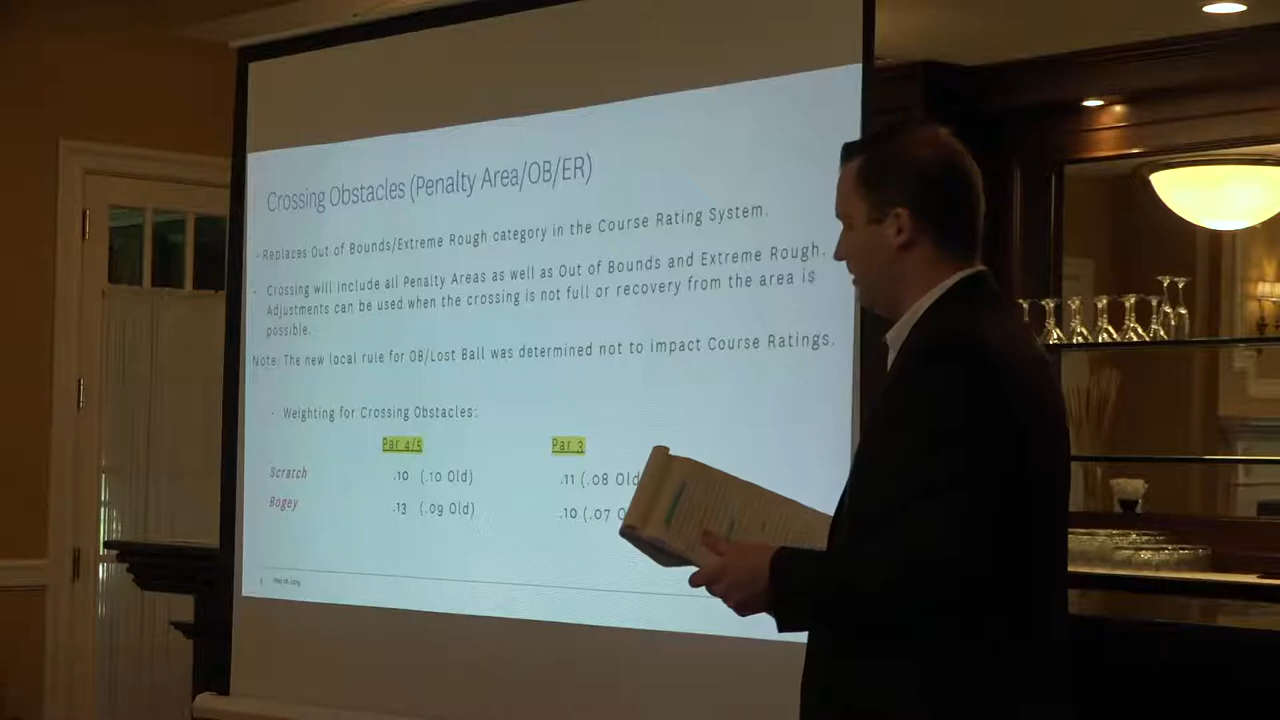 Crossing Obstacles (Penalty Area/OB/ER)
- Replaces Out of Bounds/Extreme Rough category in the Course Rating System.
- Crossing will include all Penalty Areas as well as Out of Bounds and Extreme Rough.
Adjustments can be used when the crossing is not full or recovery from the area is
possible.
Note: The new local rule for OB/Lost Ball was determined not to impact Course Ratings.
· Weighting for Crossing Obstacles:
Par 4/5 Par 3
Scratch .10 (.10 Old) .11 (.08 Old
Bogey .13 (.09 Old) .10 (.07 O